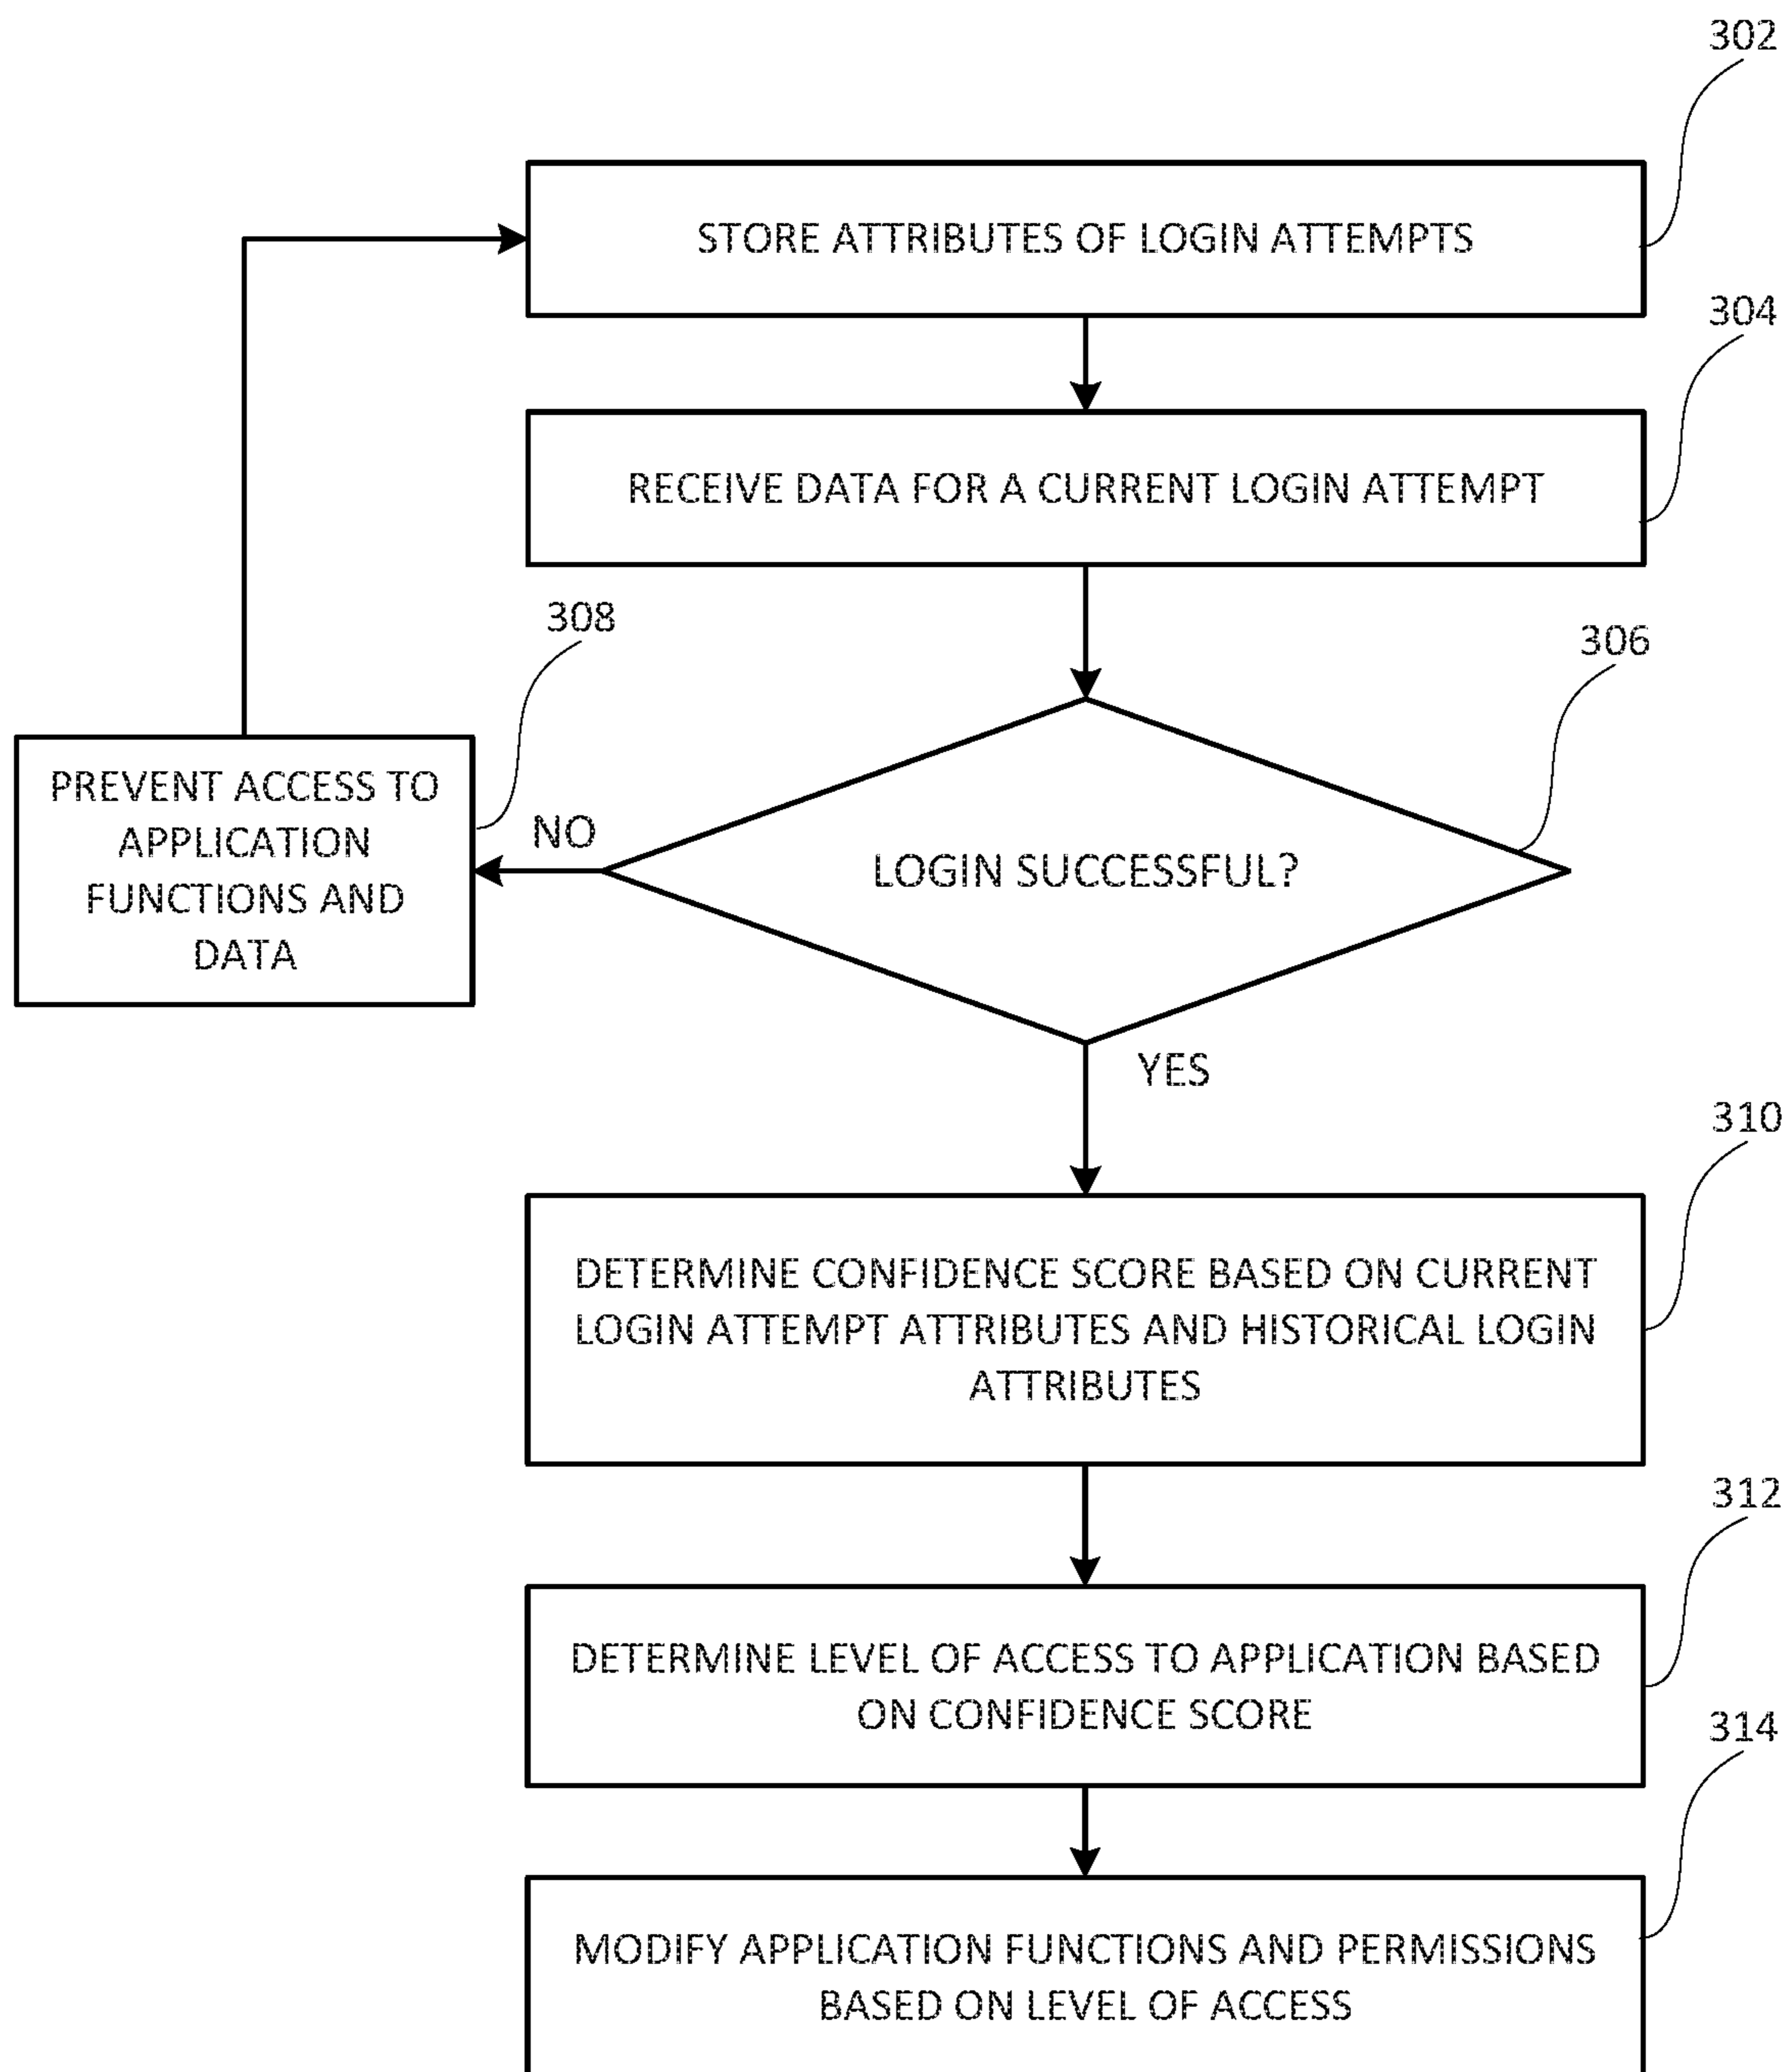 302
STORE ATTRIBUTES OF LOGIN ATTEMPTS
304
RECEIVE DATA FOR A CURRENT LOGIN ATTEMPT
308
306
PREVENT ACCESS TO
APPLICATION
FUNCTIONS AND
DATA
NO
LOGIN SUCCESSFUL?
YES
310
DETERMINE CONFIDENCE SCORE BASED ON CURRENT
LOGIN ATTEMPT ATTRIBUTES AND HISTORICAL LOGIN
ATTRIBUTES
312
DETERMINE LEVEL OF ACCESS TO APPLICATION BASED
ON CONFIDENCE SCORE
314
MODIFY APPLICATION FUNCTIONS AND PERMISSIONS
BASED ON LEVEL OF ACCESS